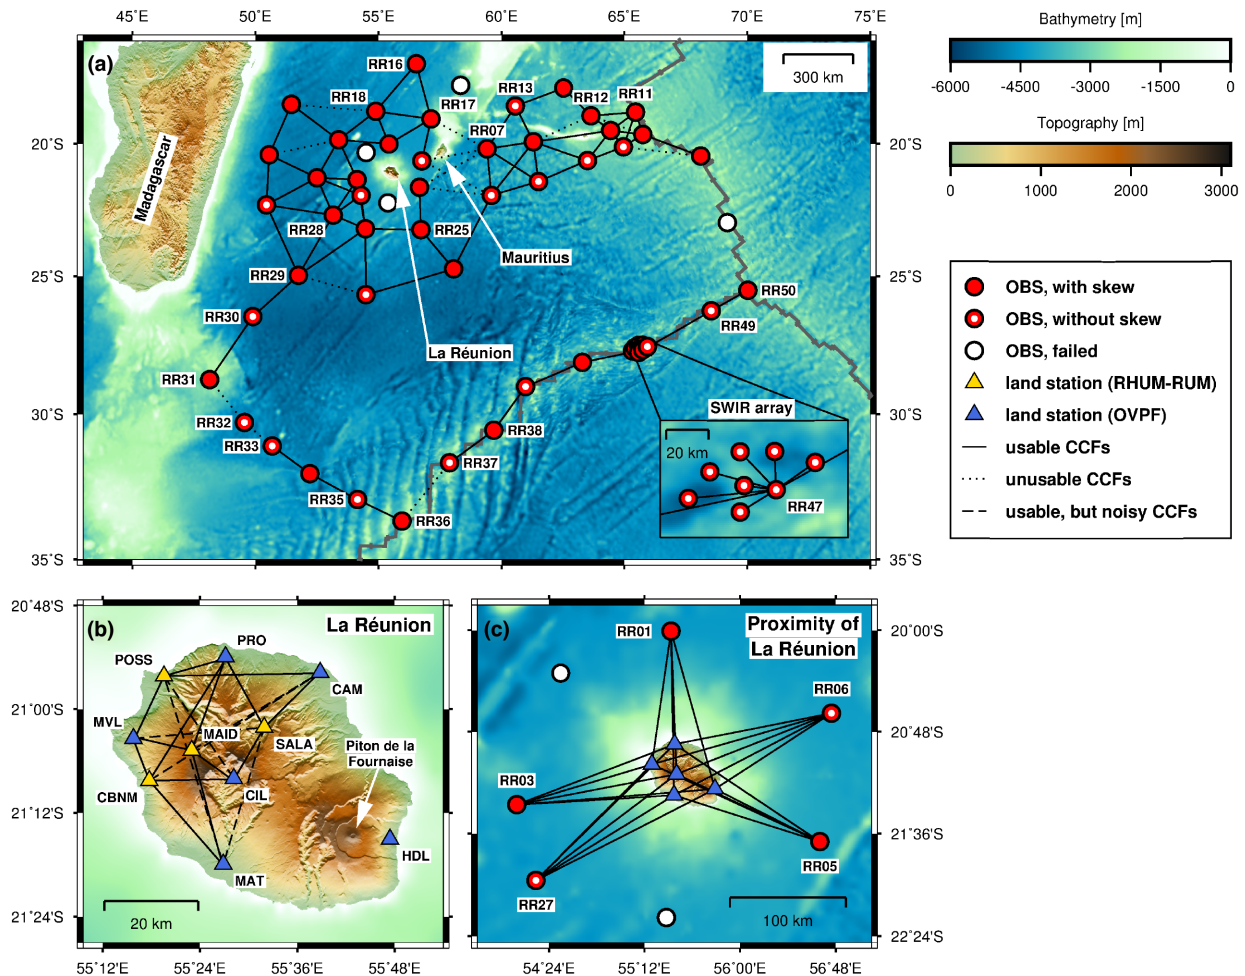 45°E 50°E 55°E 60°E 65°E 70°E 75°E
(a)
300 km
RR16
RR13
RR18
RR17
RR12
RR11
RR07
20°S
20°S
Madagascar
RR28
RR25
Mauritius
25°S
RR29
25°S
RR50
RR30
RR49
La Réunion
RR31
SWIR array
30°S
RR32
30°S
RR38
20 km
RR33
RR37
RR47
RR35
RR36
35°S
35°S
Bathymetry [m]
-6000 -4500 -3000 -1500 0
Topography [m]
0 1000 2000 3000
OBS, with skew
OBS, without skew
OBS, failed
land station (RHUM-RUM)
land station (OVPF)
usable CCFs
unusable CCFs
usable, but noisy CCFs
20°48'S
(b)
La Réunion
PRO
POSS
CAM
21°00'S
MVL
MAID
SALA
Piton de la
Fournaise
CBNM
CIL
21°12'S
HDL
MAT
20 km
21°24'S
55°12'E 55°24'E 55°36'E 55°48'E
(c)
Proximity of
La Réunion
RR01
20°00'S
RR06
20°48'S
RR03
21°36'S
RR05
RR27
100 km
22°24'S
54°24'E 55°12'E 56°00'E 56°48'E